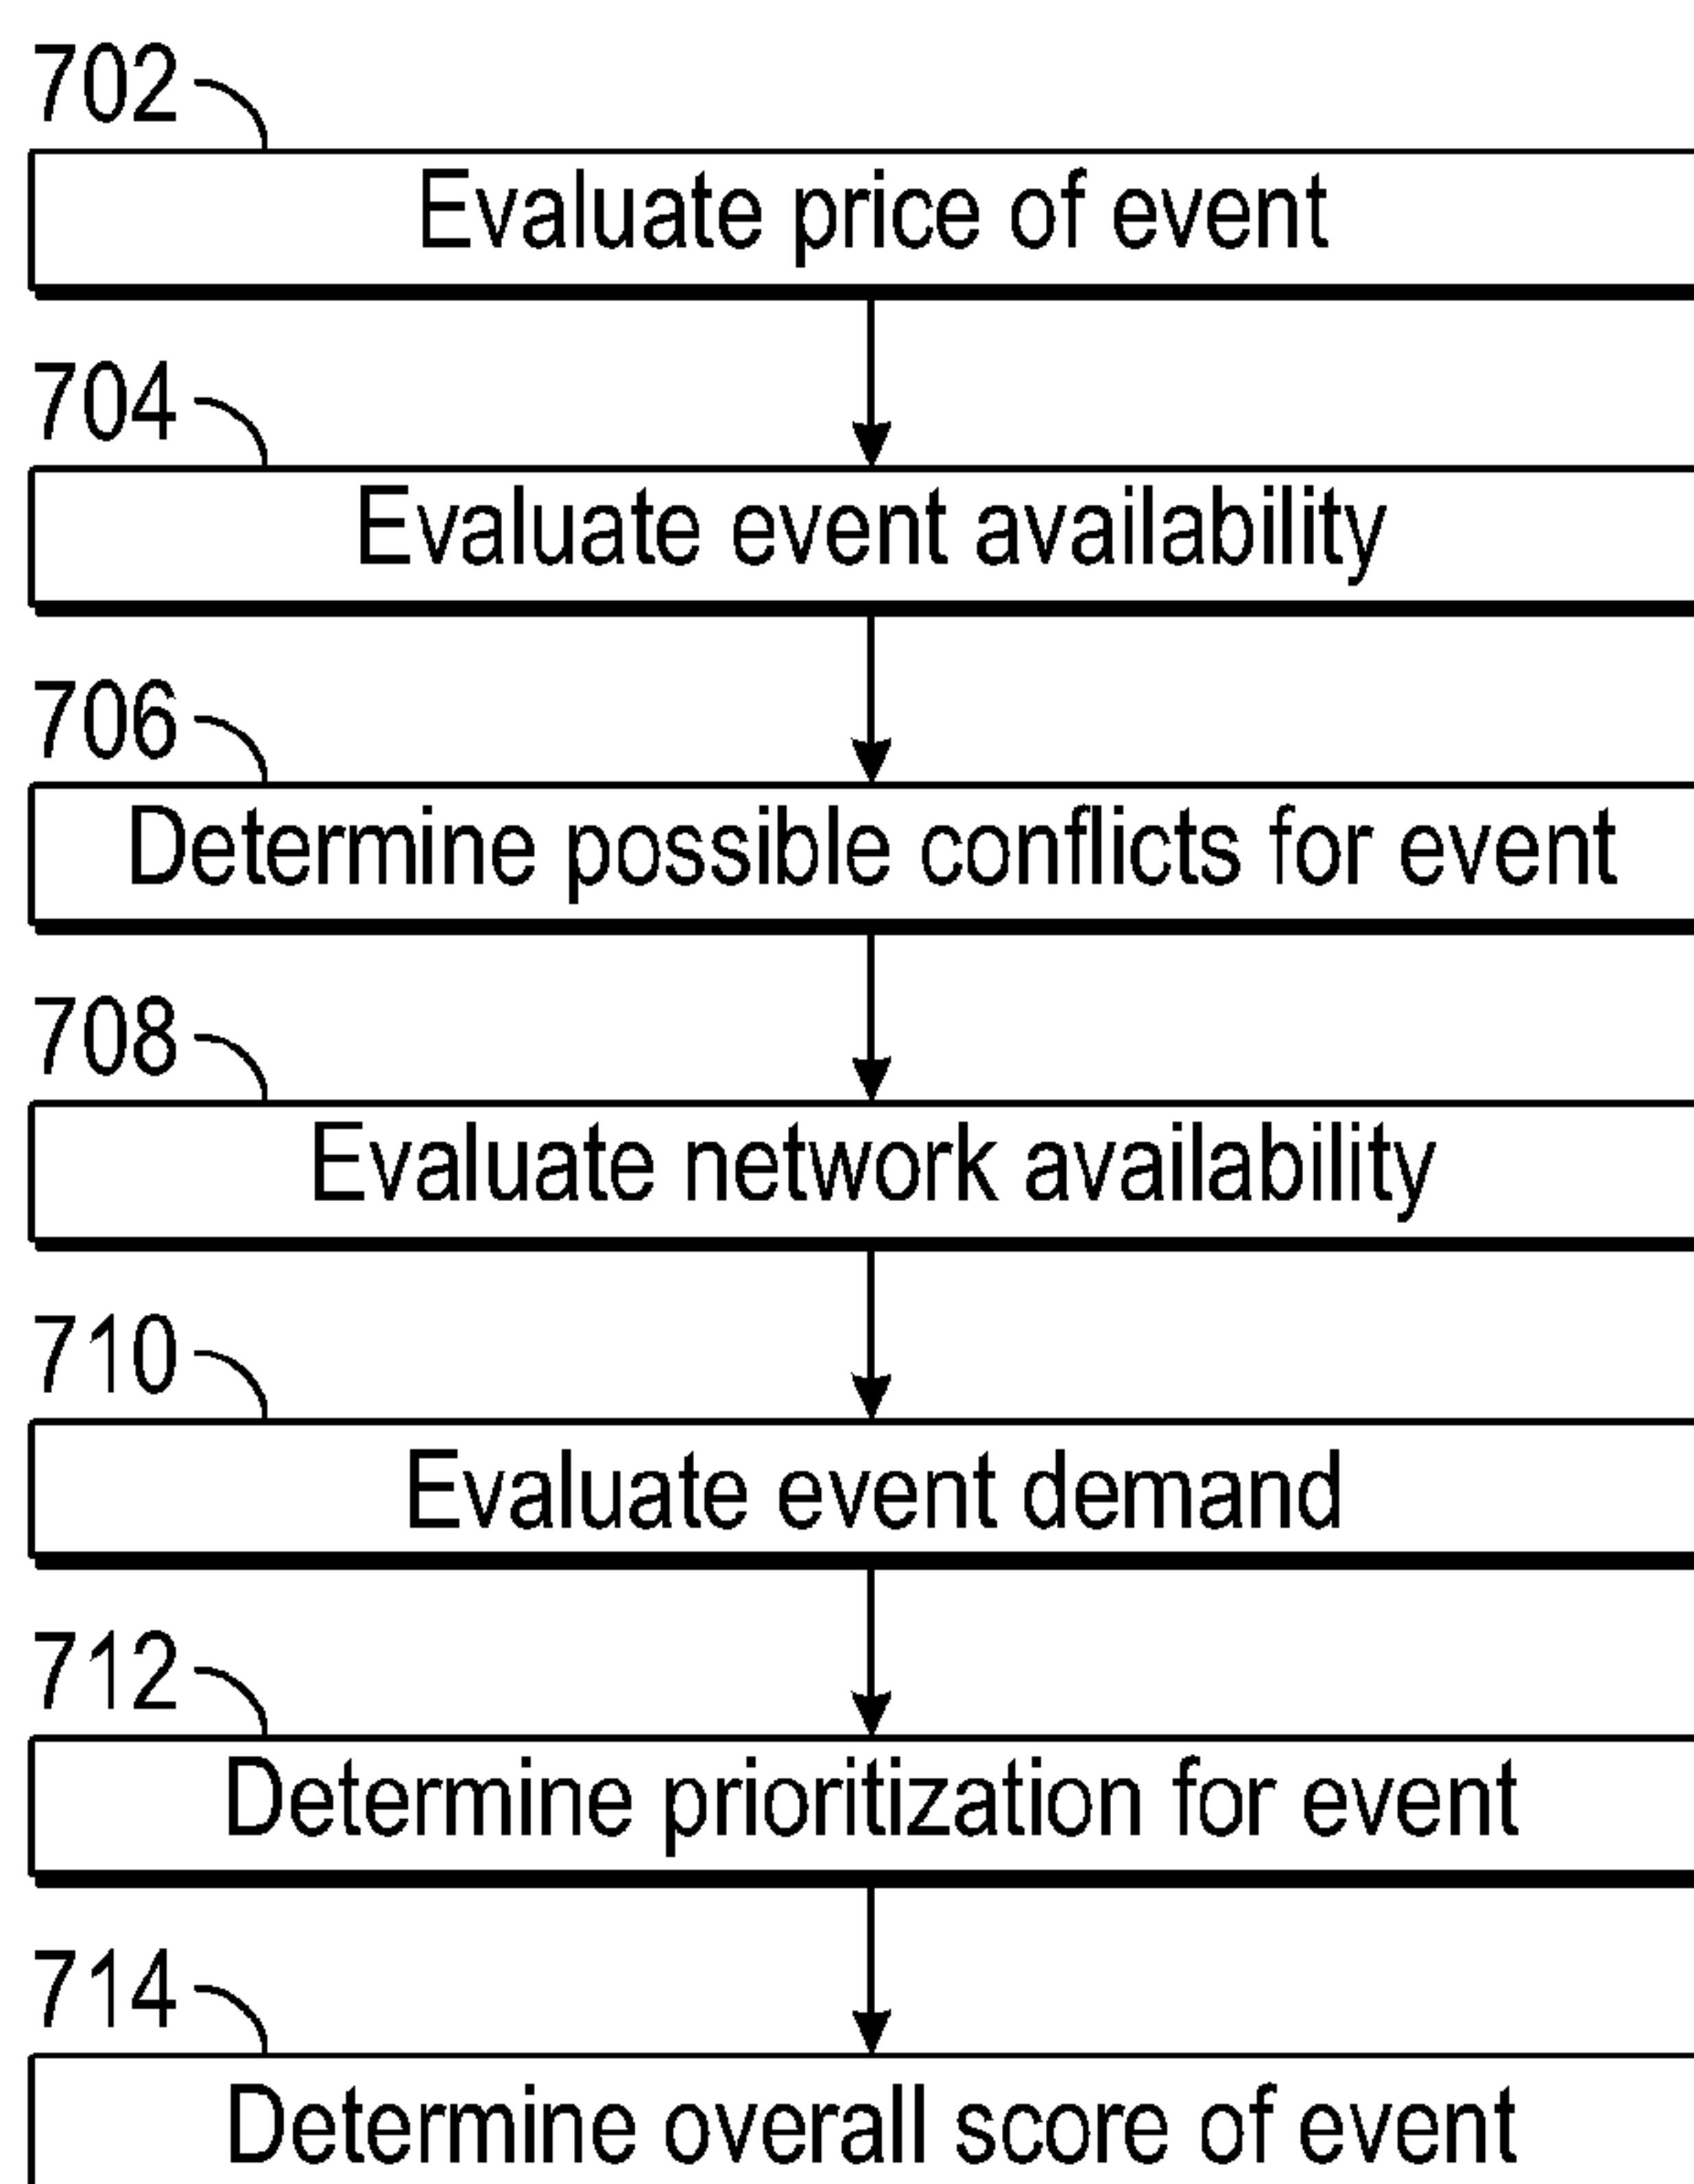 702
Evaluate price of event
704
Evaluate event availability
706
Determine possible conflicts for event
708
Evaluate network availability
710
Evaluate event demand
712
Determine prioritization for event
714
Determine overall score of event